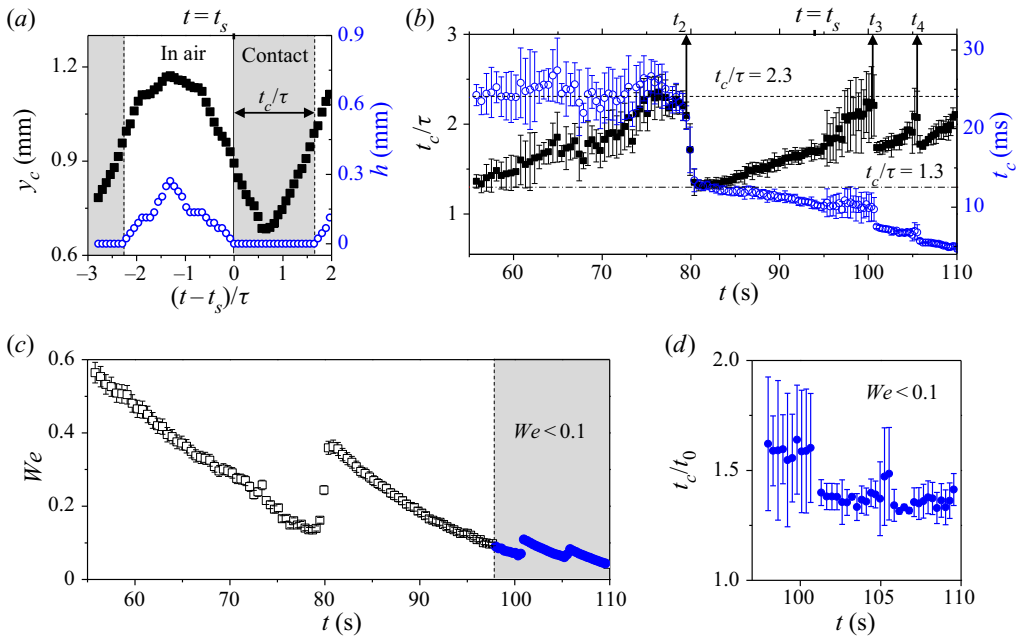 (a)
t = t_s
In air
Contact
t_c/τ
1.2
0.9
0.6
y_c (mm)
0.9
0.6
0.3
0
h (mm)
–3
–2
–1
0
1
2
(t – t_s)/τ
(b)
t_2
t = t_s
t_3
t_4
t_c/τ = 2.3
t_c/τ = 1.3
3
2
1
t_c/τ
30
20
10
t_c (ms)
60
70
80
90
100
110
t (s)
(c)
We < 0.1
0.6
0.4
0.2
0
We
60
70
80
90
100
110
t (s)
(d)
We < 0.1
2.0
1.5
1.0
t_c/t_0
100
105
110
t (s)